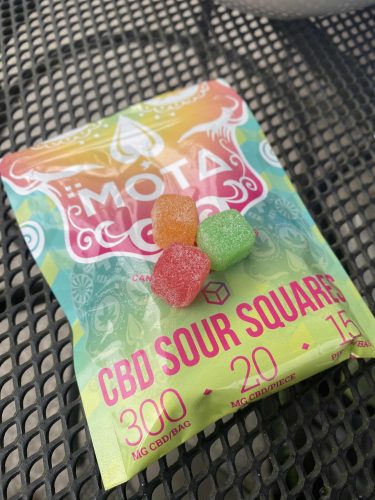 MOTA
CBD SOUR SQUARES
300 • 20 • 15
MG CBD/BAG MG CBD/PIECE